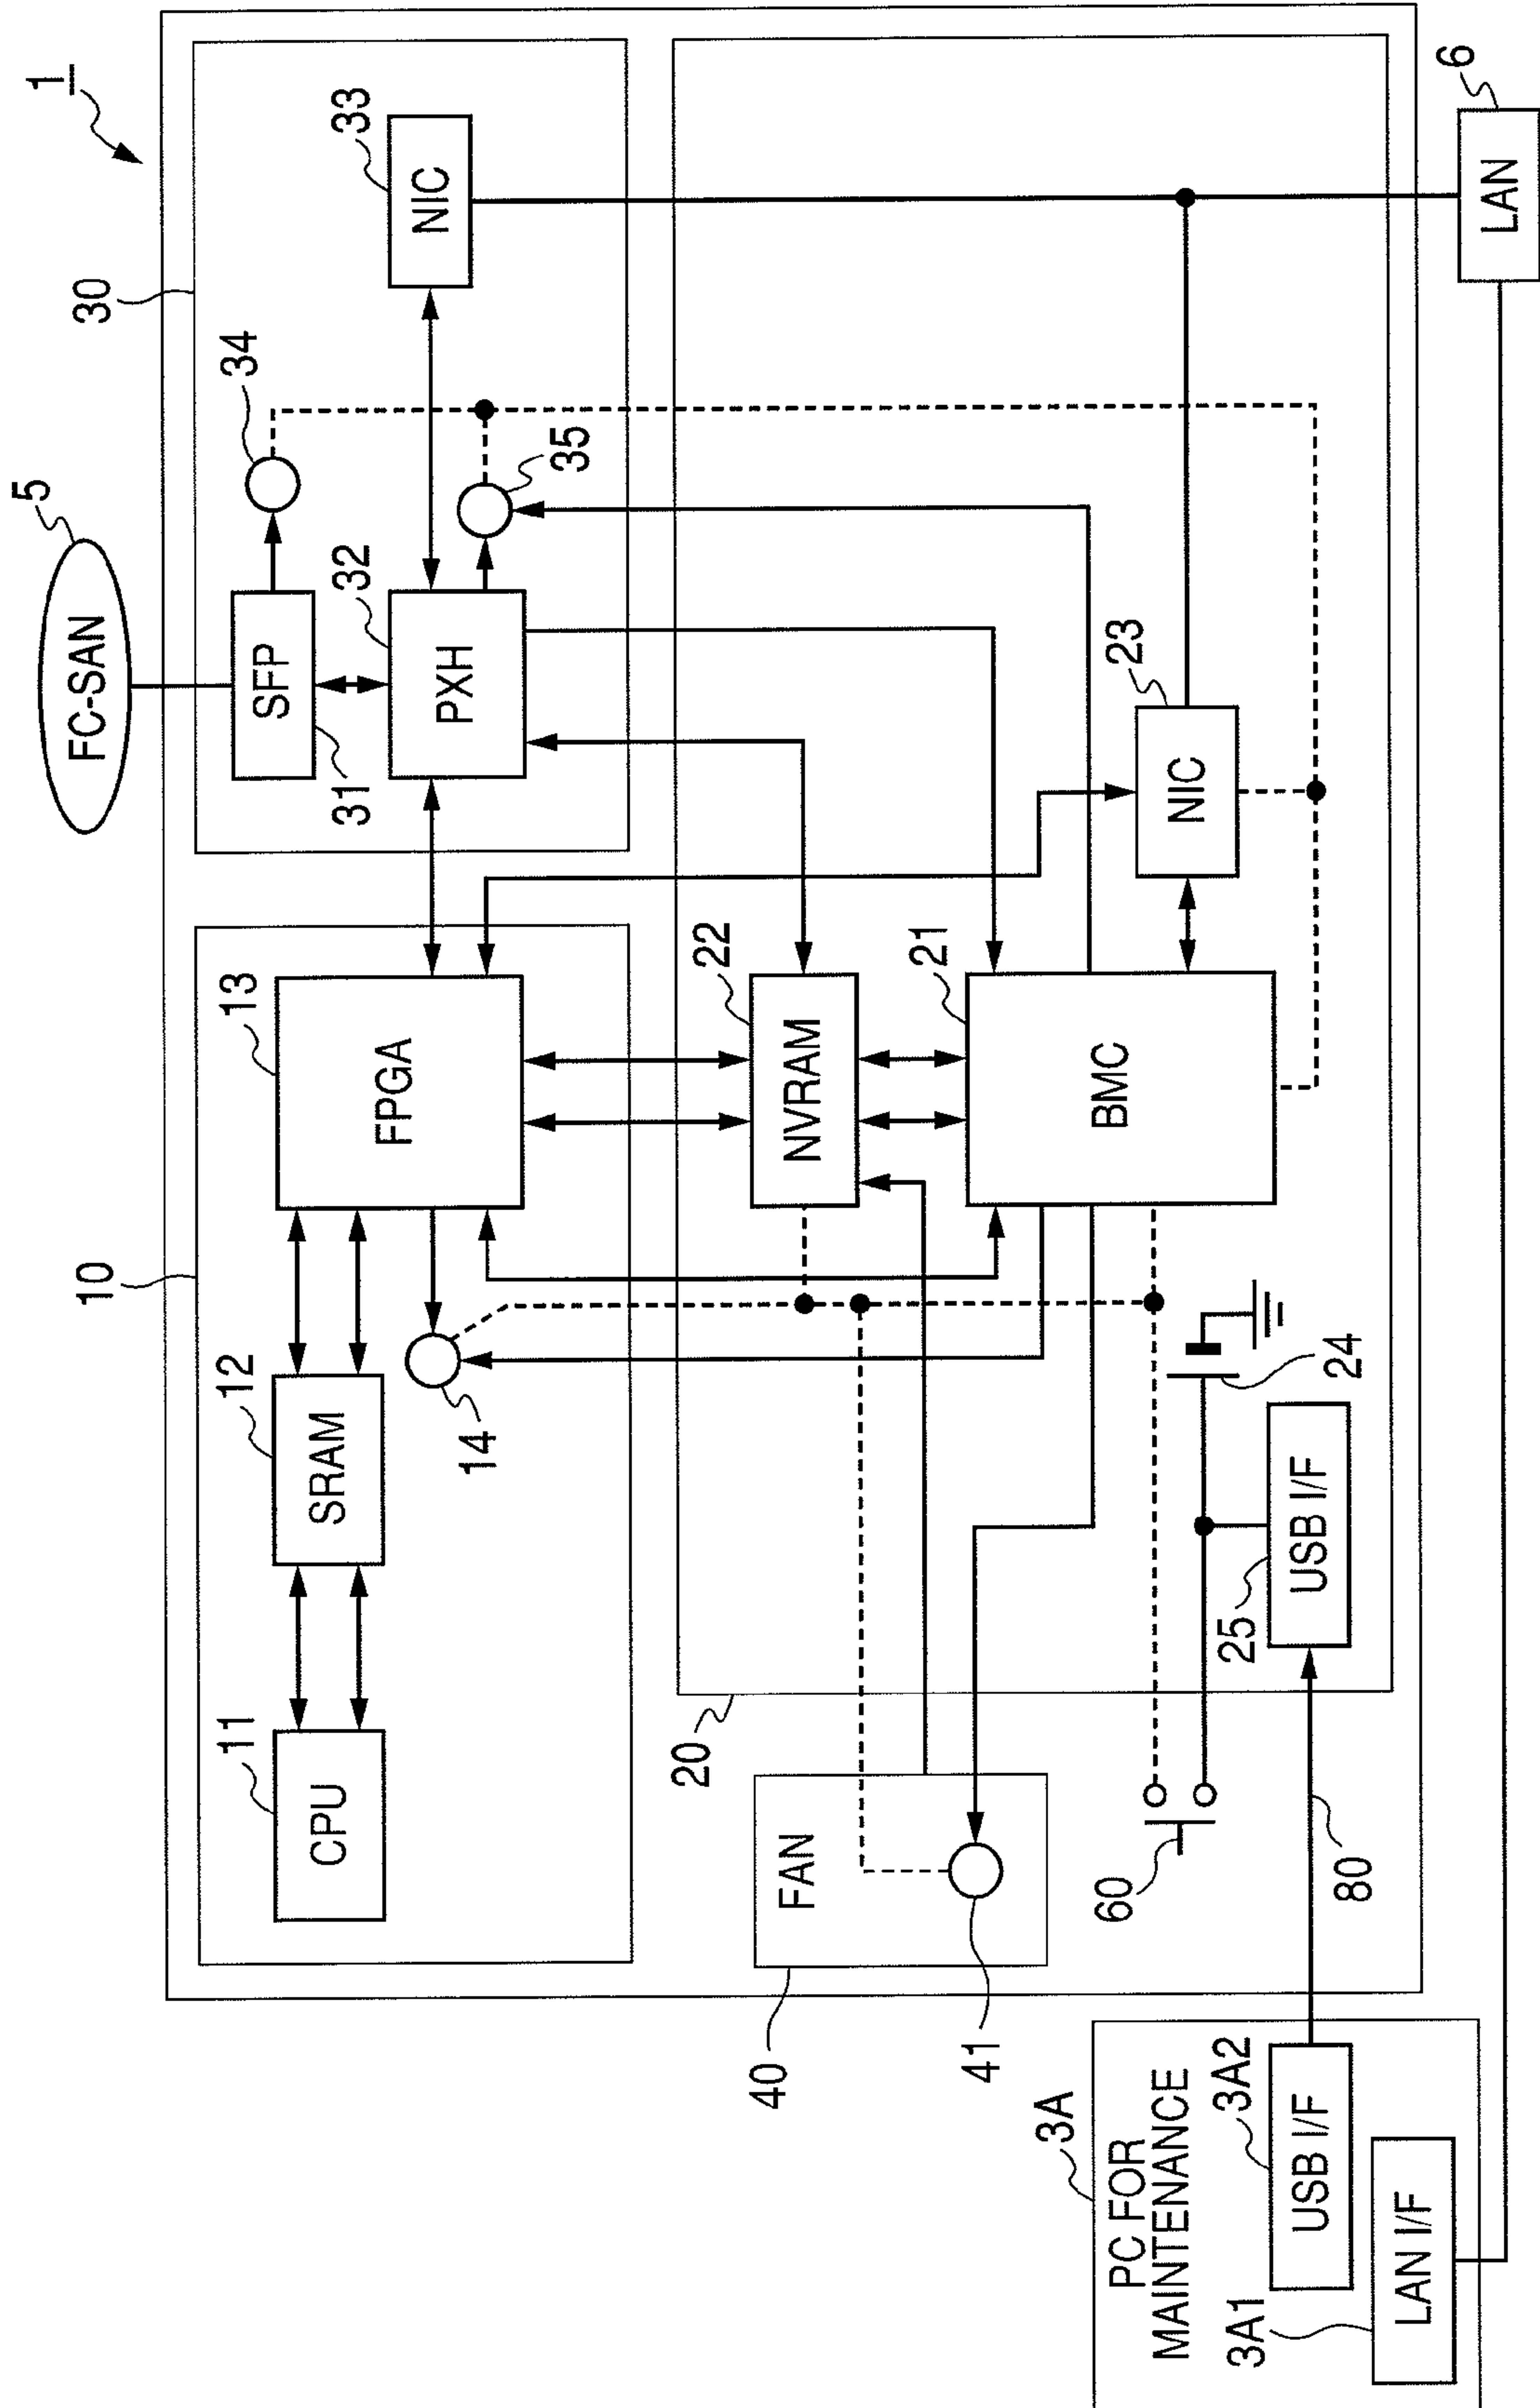 1
5
FC-SAN
10
30
11
CPU
12
SRAM
13
FPGA
14
31
SFP
32
PXH
33
NIC
34
35
20
22
NVRAM
21
BMC
23
NIC
24
25
USB I/F
40
FAN
41
60
80
3A
PC FOR
MAINTENANCE
3A2
USB I/F
3A1
LAN I/F
6
LAN